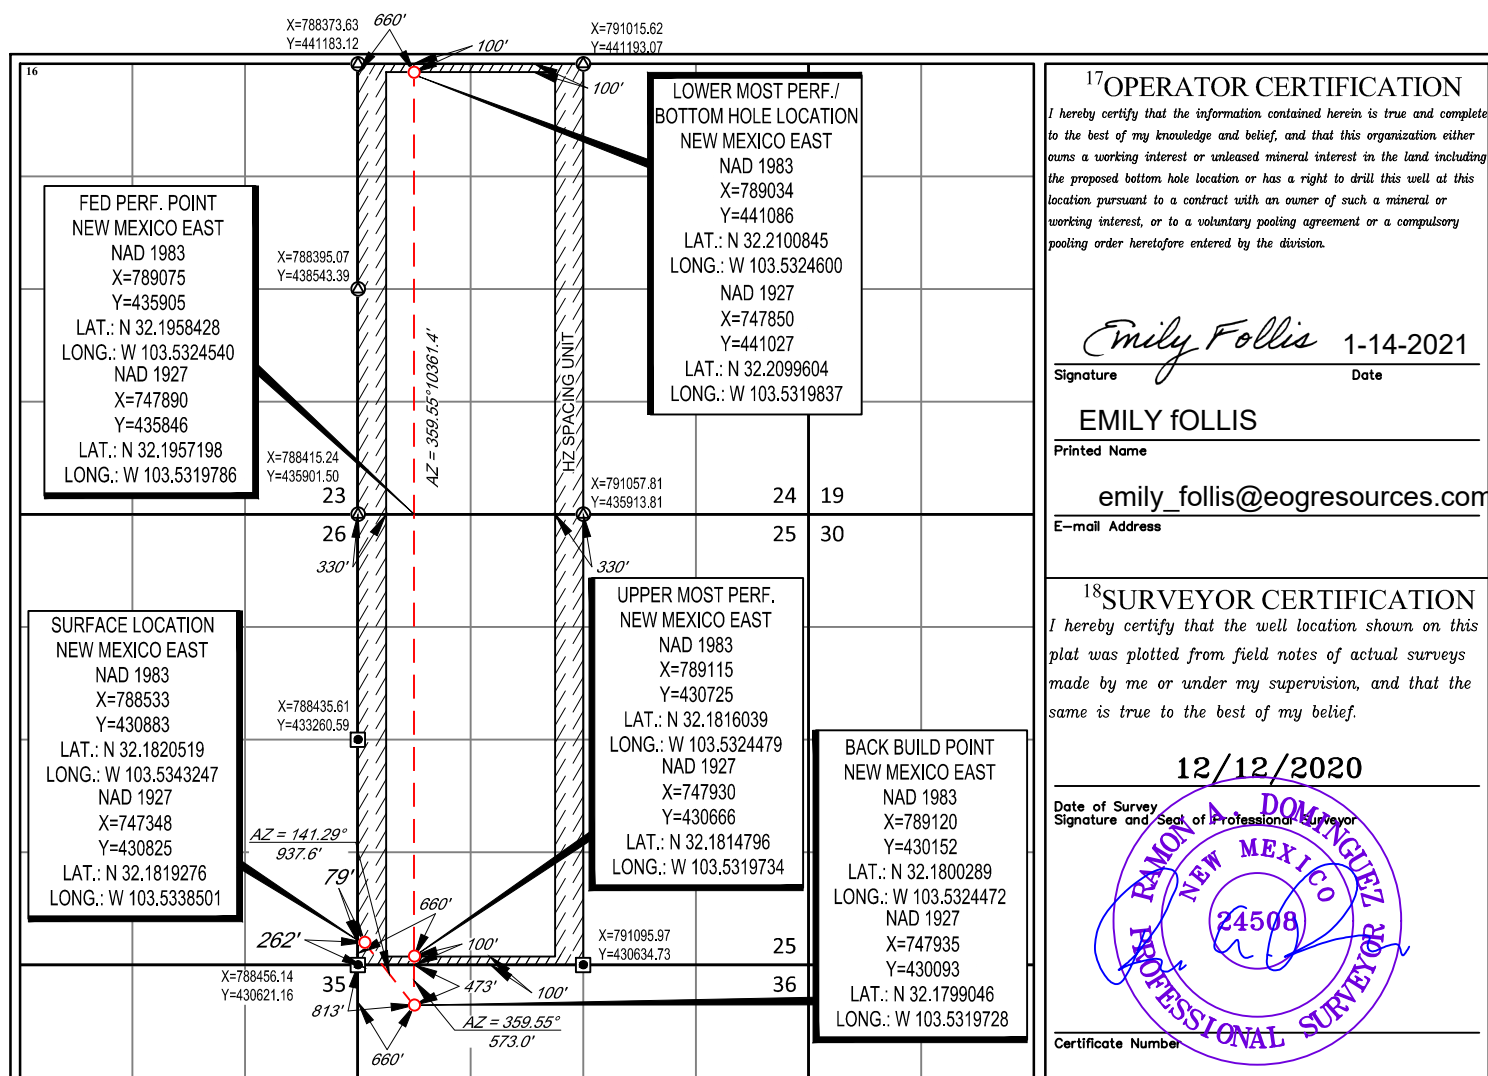 X=788373.63
Y=441183.12
660'
100'
X=791015.62
Y=441193.07
16
100'
LOWER MOST PERF./
BOTTOM HOLE LOCATION
NEW MEXICO EAST
NAD 1983
X=789034
Y=441086
LAT.: N 32.2100845
LONG.: W 103.5324600
NAD 1927
X=747850
Y=441027
LAT.: N 32.2099604
LONG.: W 103.5319837
FED PERF. POINT
NEW MEXICO EAST
NAD 1983
X=789075
Y=435905
LAT.: N 32.1958428
LONG.: W 103.5324540
NAD 1927
X=747890
Y=435846
LAT.: N 32.1957198
LONG.: W 103.5319786
X=788395.07
Y=438543.39
AZ = 359.55°10361.4'
HZ SPACING UNIT
X=788415.24
Y=435901.50
X=791057.81
Y=435913.81
23
24
19
26
25
30
330'
330'
SURFACE LOCATION
NEW MEXICO EAST
NAD 1983
X=788533
Y=430883
LAT.: N 32.1820519
LONG.: W 103.5343247
NAD 1927
X=747348
Y=430825
LAT.: N 32.1819276
LONG.: W 103.5338501
X=788435.61
Y=433260.59
UPPER MOST PERF.
NEW MEXICO EAST
NAD 1983
X=789115
Y=430725
LAT.: N 32.1816039
LONG.: W 103.5324479
NAD 1927
X=747930
Y=430666
LAT.: N 32.1814796
LONG.: W 103.5319734
BACK BUILD POINT
NEW MEXICO EAST
NAD 1983
X=789120
Y=430152
LAT.: N 32.1800289
LONG.: W 103.5324472
NAD 1927
X=747935
Y=430093
LAT.: N 32.1799046
LONG.: W 103.5319728
AZ = 141.29°
937.6'
79'
660'
262'
100'
X=791095.97
Y=430634.73
25
X=788456.14
Y=430621.16
35
36
473'
100'
813'
AZ = 359.55°
573.0'
660'
17OPERATOR CERTIFICATION
I hereby certify that the information contained herein is true and complete
to the best of my knowledge and belief, and that this organization either
owns a working interest or unleased mineral interest in the land including
the proposed bottom hole location or has a right to drill this well at this
location pursuant to a contract with an owner of such a mineral or
working interest, or to a voluntary pooling agreement or a compulsory
pooling order heretofore entered by the division.
Emily Follis 1-14-2021
Signature Date
EMILY fOLLIS
Printed Name
emily_follis@eogresources.com
E-mail Address
18SURVEYOR CERTIFICATION
I hereby certify that the well location shown on this
plat was plotted from field notes of actual surveys
made by me or under my supervision, and that the
same is true to the best of my belief.
12/12/2020
Date of Survey
Signature and Seal of Professional Surveyor
RAMON A. DOMINGUEZ
NEW MEXICO
24508
PROFESSIONAL SURVEYOR
Certificate Number